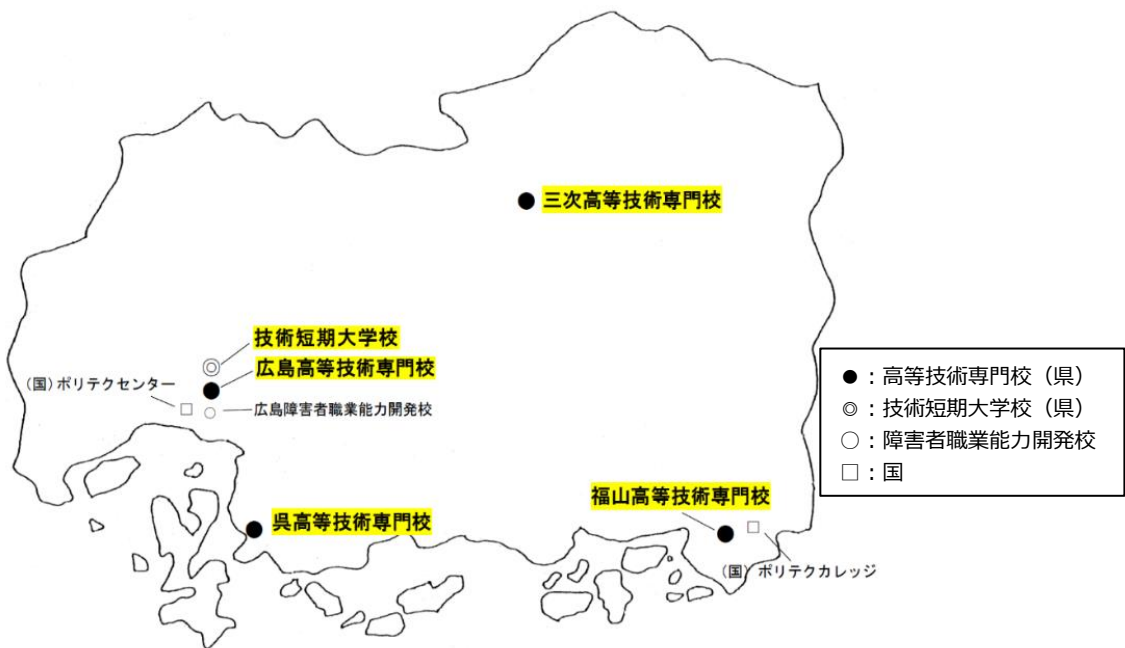 三次高等技術専門校
技術短期大学校
広島高等技術専門校
(国)ポリテクセンター
広島障害者職業能力開発校
●：高等技術専門校（県）
◎：技術短期大学校（県）
○：障害者職業能力開発校
□：国
福山高等技術専門校
呉高等技術専門校
(国)ポリテクカレッジ